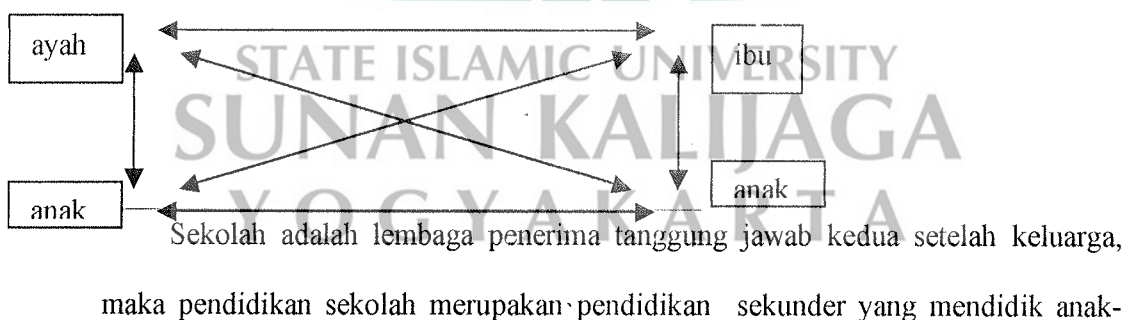 ayah
ibu
STATE ISLAMIC UNIVERSITY
SUNAN KALIJAGA
YOGYAKARTA
anak
anak
Sekolah adalah lembaga penerima tanggung jawab kedua setelah keluarga,
maka pendidikan sekolah merupakan pendidikan sekunder yang mendidik anak-